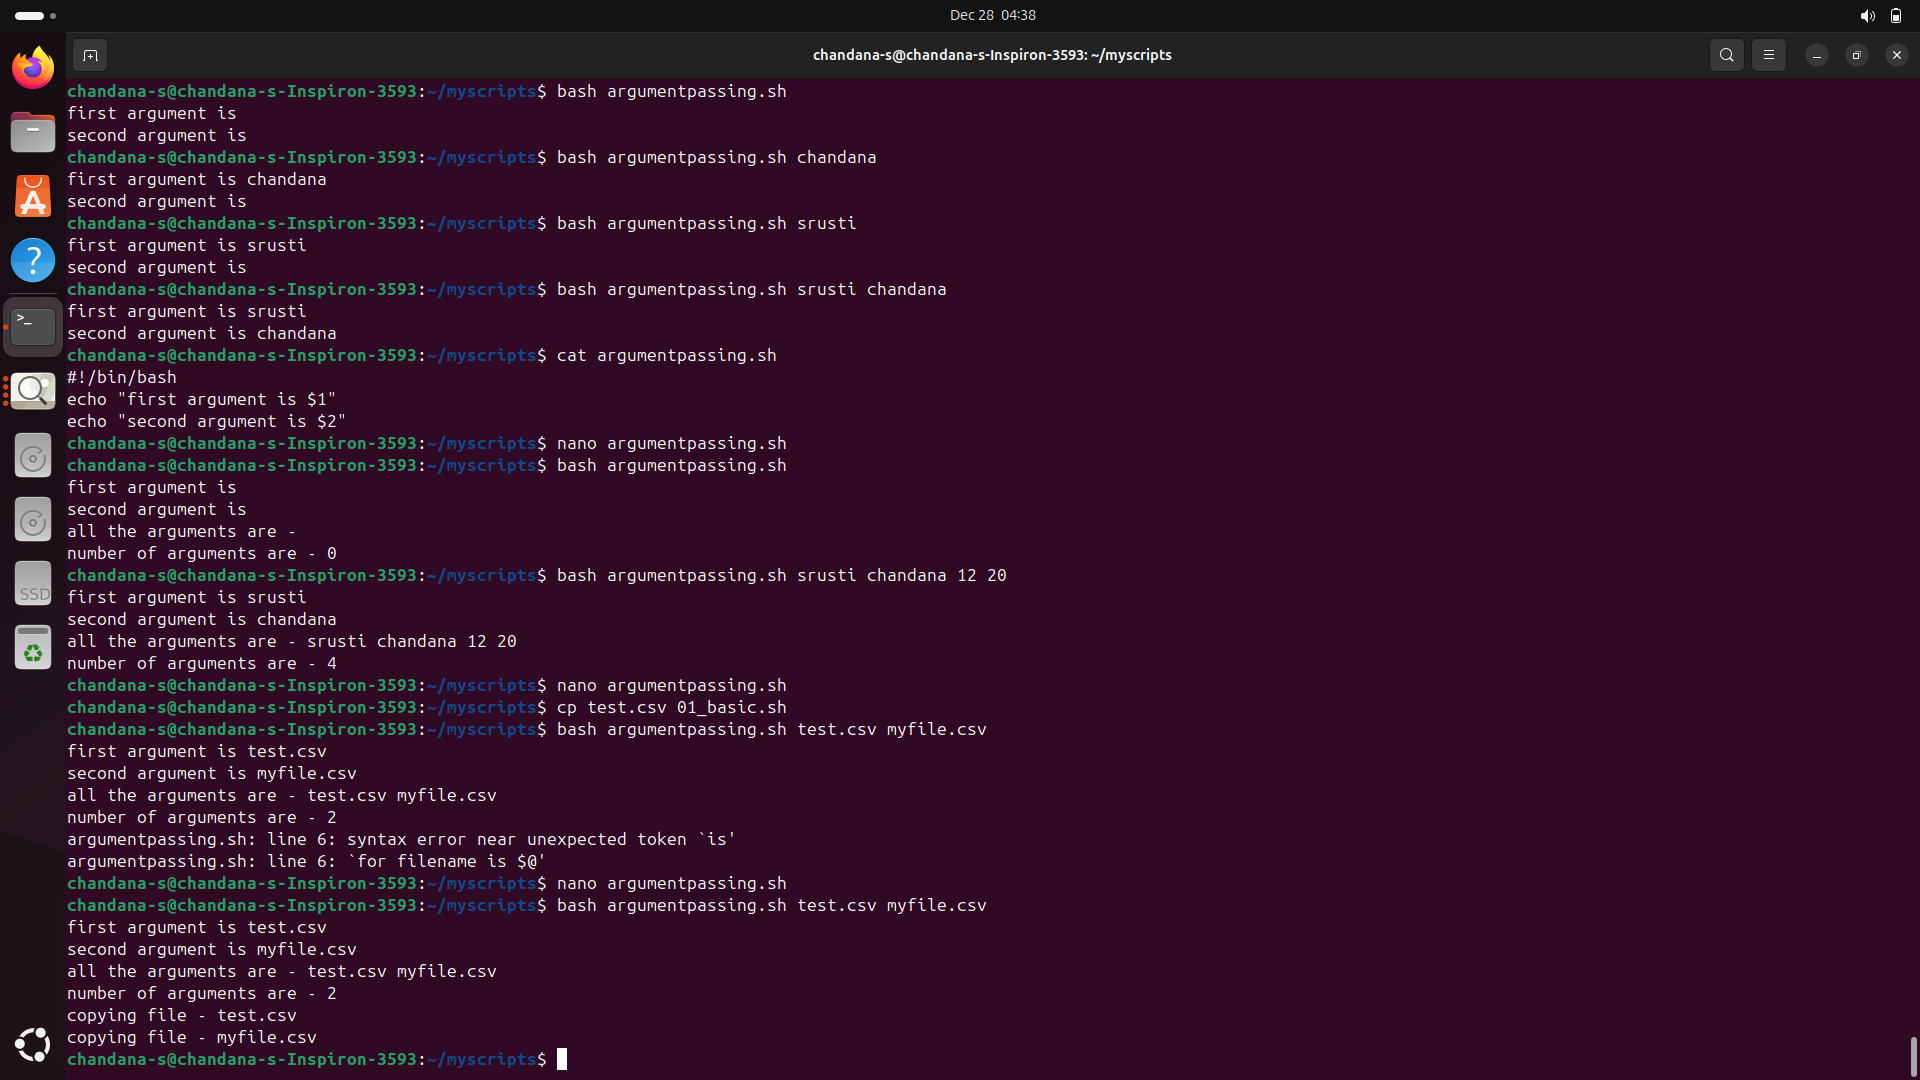 Dec 28 04:38
chandana-s@chandana-s-Inspiron-3593: ~/myscripts
chandana-s@chandana-s-Inspiron-3593:~/myscripts$ bash argumentpassing.sh
first argument is
second argument is
chandana-s@chandana-s-Inspiron-3593:~/myscripts$ bash argumentpassing.sh chandana
first argument is chandana
second argument is
chandana-s@chandana-s-Inspiron-3593:~/myscripts$ bash argumentpassing.sh srusti
first argument is srusti
second argument is
chandana-s@chandana-s-Inspiron-3593:~/myscripts$ bash argumentpassing.sh srusti chandana
first argument is srusti
second argument is chandana
chandana-s@chandana-s-Inspiron-3593:~/myscripts$ cat argumentpassing.sh
#!/bin/bash
echo "first argument is $1"
echo "second argument is $2"
chandana-s@chandana-s-Inspiron-3593:~/myscripts$ nano argumentpassing.sh
chandana-s@chandana-s-Inspiron-3593:~/myscripts$ bash argumentpassing.sh
first argument is
second argument is
all the arguments are -
number of arguments are - 0
chandana-s@chandana-s-Inspiron-3593:~/myscripts$ bash argumentpassing.sh srusti chandana 12 20
first argument is srusti
second argument is chandana
all the arguments are - srusti chandana 12 20
number of arguments are - 4
chandana-s@chandana-s-Inspiron-3593:~/myscripts$ nano argumentpassing.sh
chandana-s@chandana-s-Inspiron-3593:~/myscripts$ cp test.csv 01_basic.sh
chandana-s@chandana-s-Inspiron-3593:~/myscripts$ bash argumentpassing.sh test.csv myfile.csv
first argument is test.csv
second argument is myfile.csv
all the arguments are - test.csv myfile.csv
number of arguments are - 2
argumentpassing.sh: line 6: syntax error near unexpected token `is'
argumentpassing.sh: line 6: `for filename is $@'
chandana-s@chandana-s-Inspiron-3593:~/myscripts$ nano argumentpassing.sh
chandana-s@chandana-s-Inspiron-3593:~/myscripts$ bash argumentpassing.sh test.csv myfile.csv
first argument is test.csv
second argument is myfile.csv
all the arguments are - test.csv myfile.csv
number of arguments are - 2
copying file - test.csv
copying file - myfile.csv
chandana-s@chandana-s-Inspiron-3593:~/myscripts$
SSD